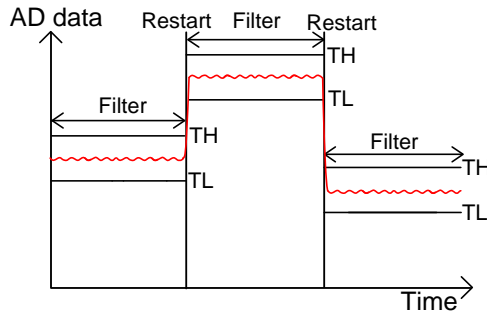 AD data
Restart
Filter
Restart
TH
TL
Filter
TH
TL
Filter
TH
TL
Time